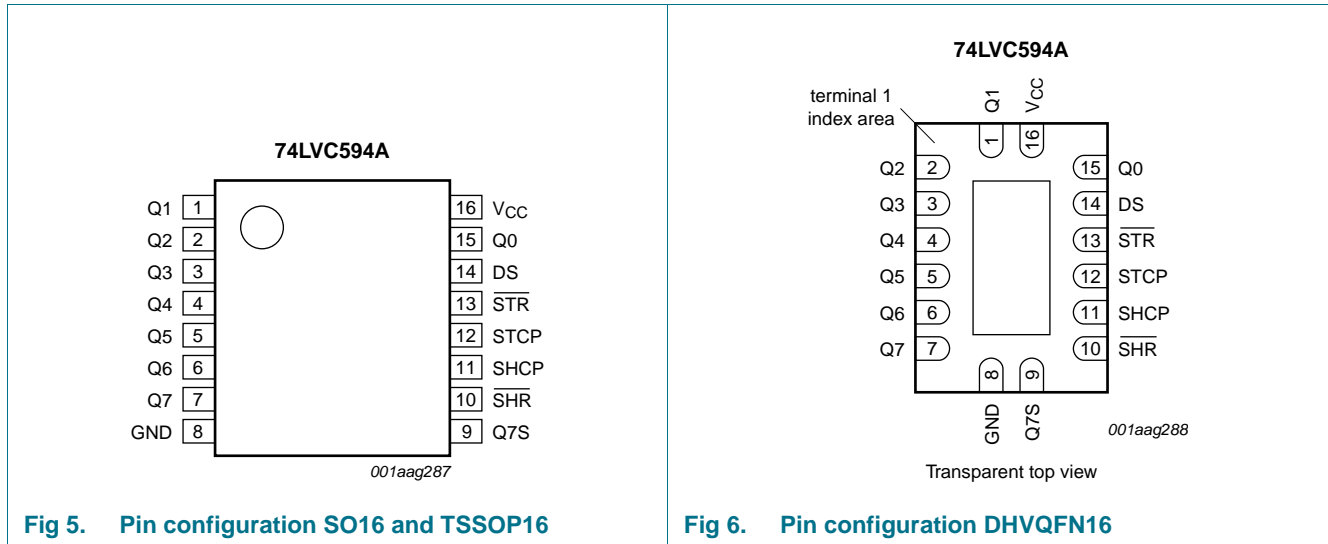 74LVC594A
Q1 1
Q2 2
Q3 3
Q4 4
Q5 5
Q6 6
Q7 7
GND 8
16 VCC
15 Q0
14 DS
13 S̅T̅R̅
12 STCP
11 SHCP
10 S̅H̅R̅
9 Q7S
001aag287
Fig 5. Pin configuration SO16 and TSSOP16
74LVC594A
terminal 1
index area
Q1 1
VCC 16
Q2 2
Q3 3
Q4 4
Q5 5
Q6 6
Q7 7
15 Q0
14 DS
13 S̅T̅R̅
12 STCP
11 SHCP
10 S̅H̅R̅
8 GND
9 Q7S
001aag288
Transparent top view
Fig 6. Pin configuration DHVQFN16